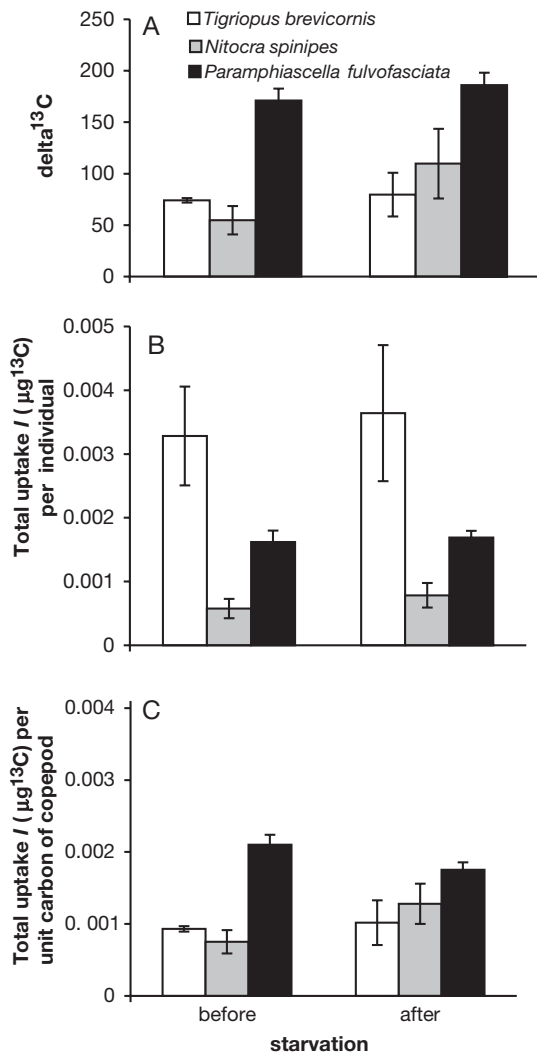 A
Tigriopus brevicornis
Nitocra spinipes
Paramphiascella fulvofasciata
250
200
150
100
50
0
delta¹³C
B
0.005
0.004
0.003
0.002
0.001
0
Total uptake I ( µg¹³C)
per individual
C
0.004
0.003
0.002
0.001
0
Total uptake I ( µg¹³C) per
unit carbon of copepod
before
after
starvation